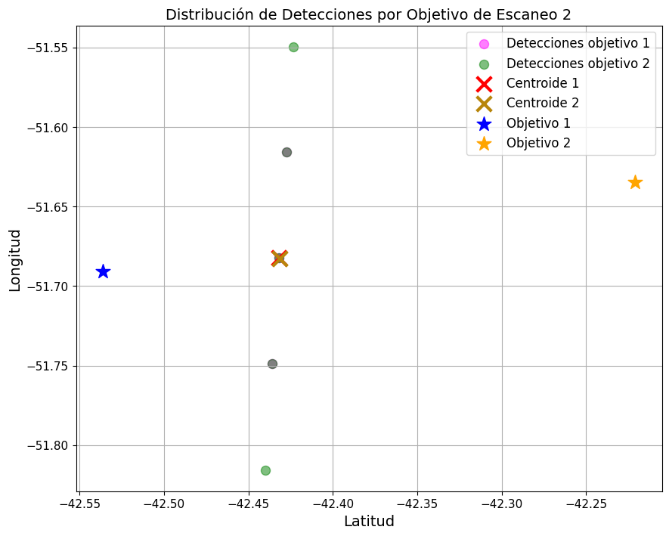 Distribución de Detecciones por Objetivo de Escaneo 2
Detecciones objetivo 1
Detecciones objetivo 2
Centroide 1
Centroide 2
Objetivo 1
Objetivo 2
−51.55
−51.60
−51.65
−51.70
−51.75
−51.80
Longitud
−42.55
−42.50
−42.45
−42.40
−42.35
−42.30
−42.25
Latitud